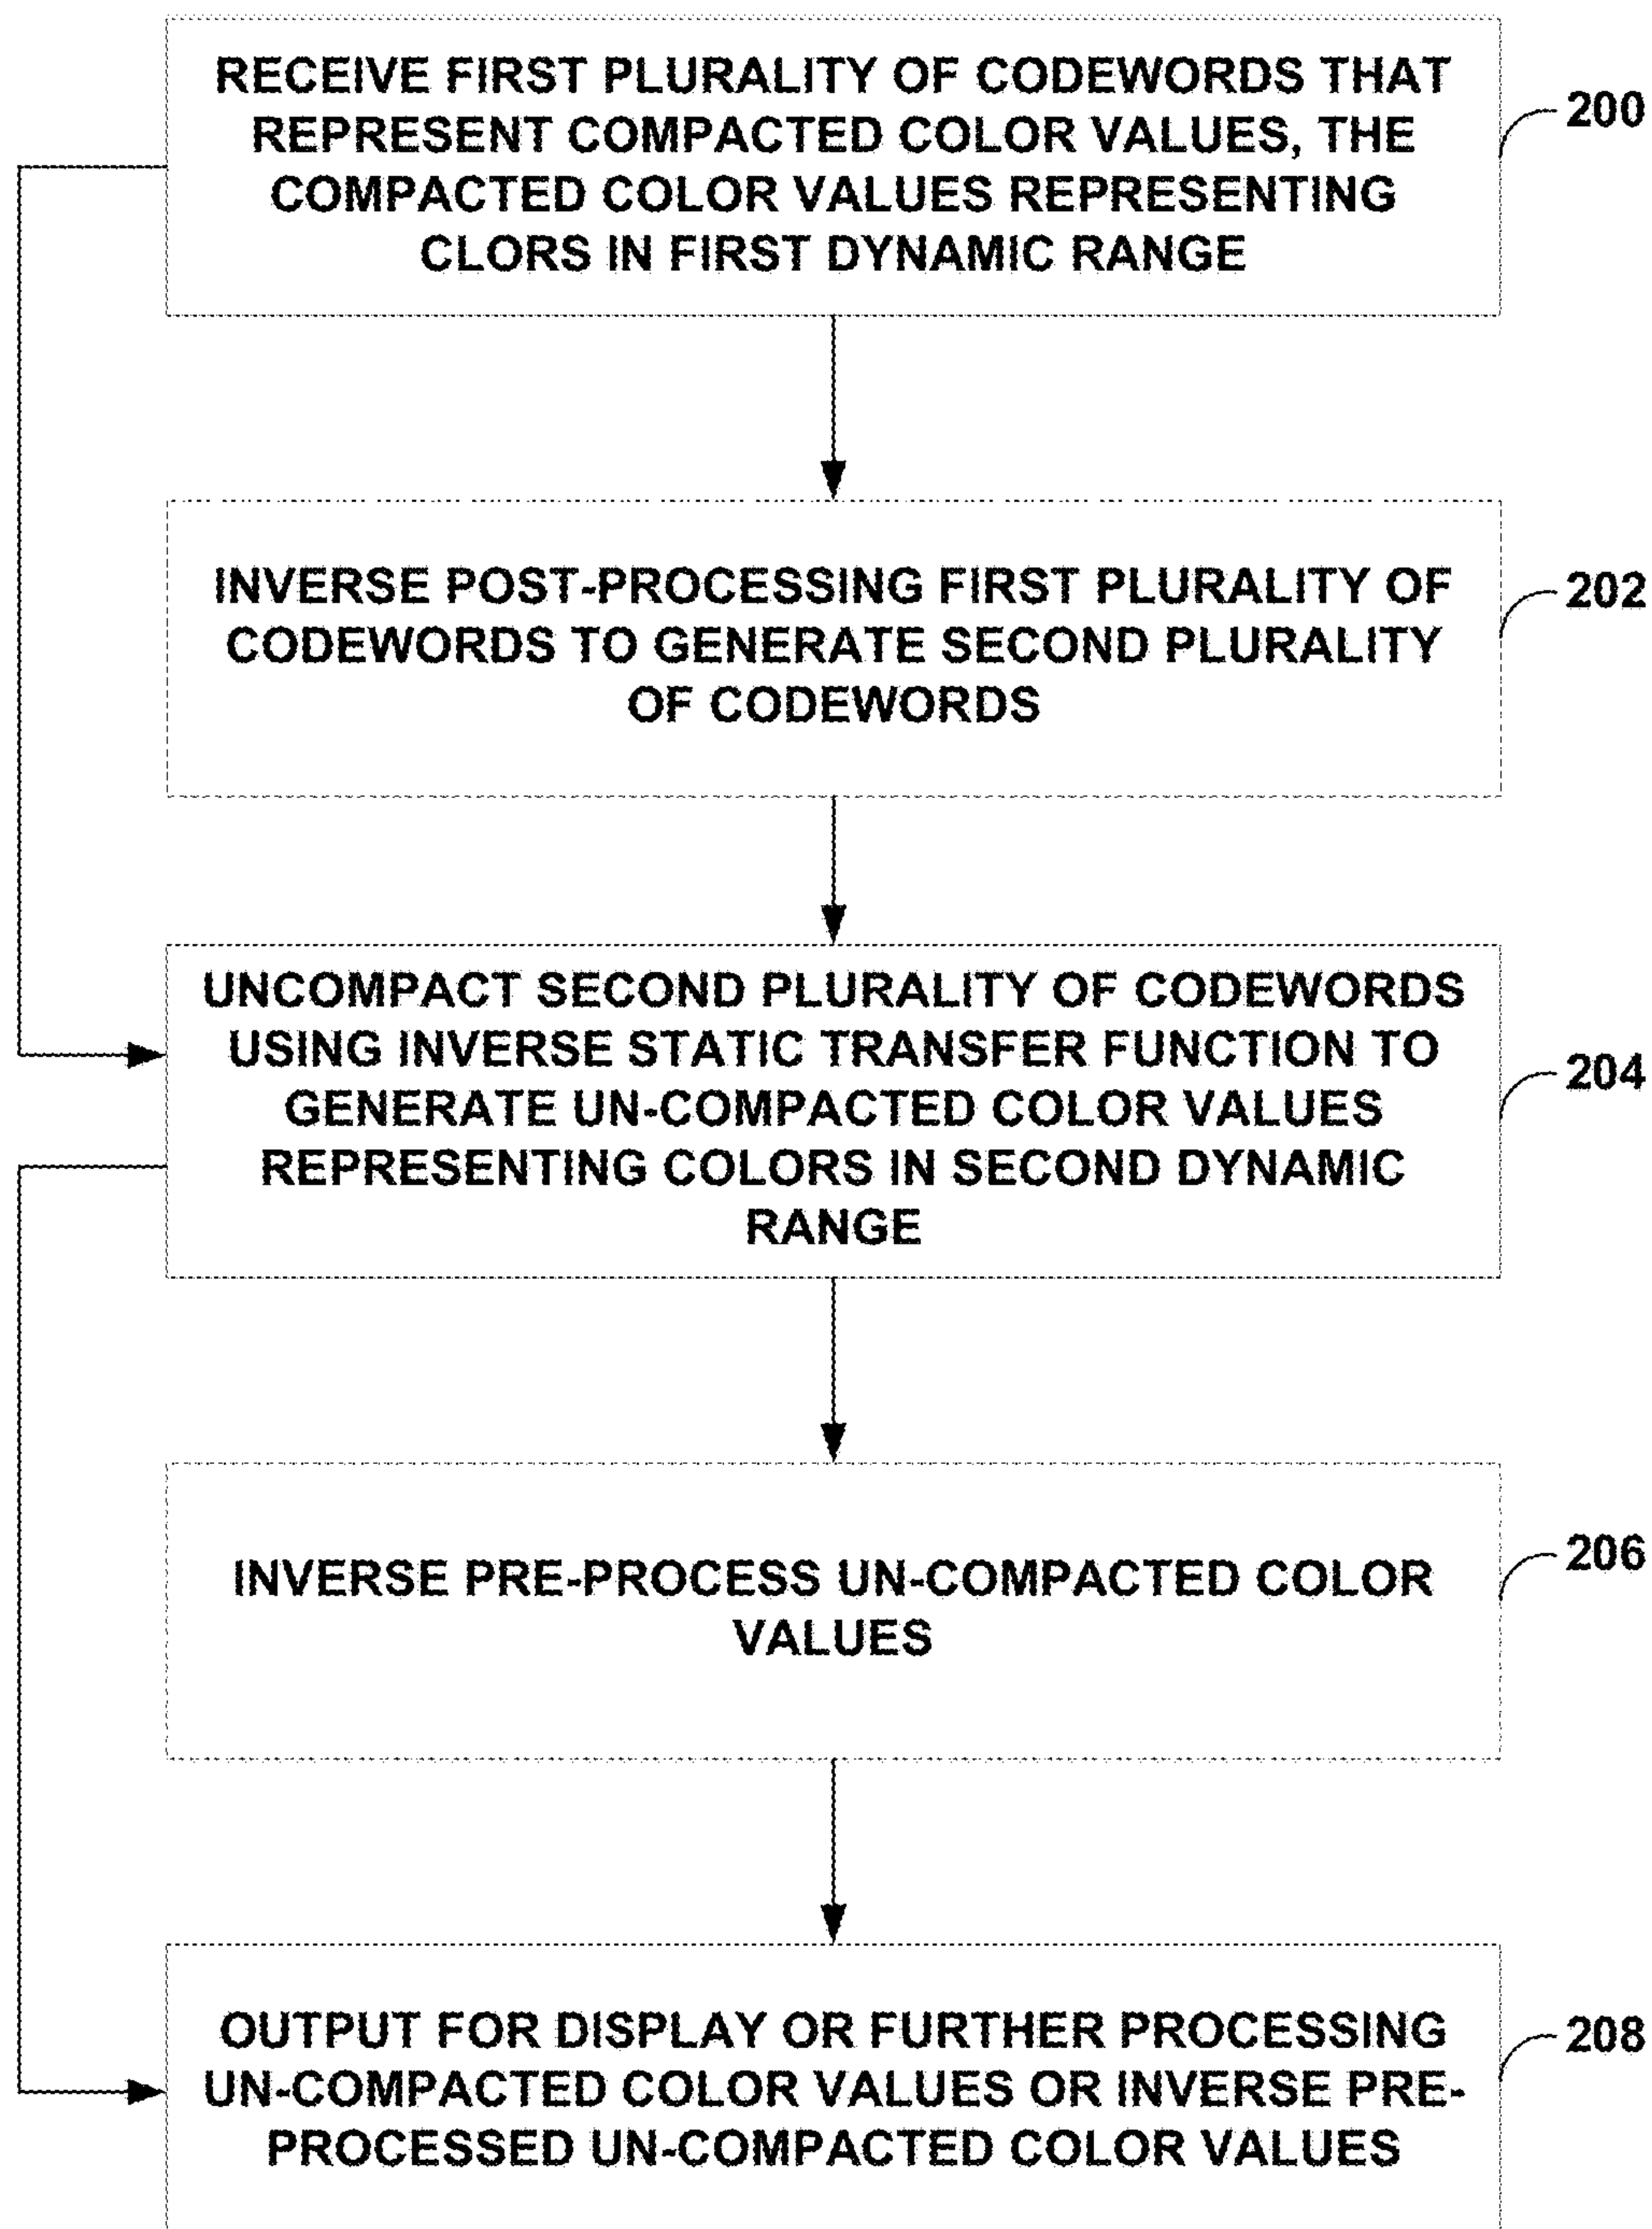 RECEIVE FIRST PLURALITY OF CODEWORDS THAT
REPRESENT COMPACTED COLOR VALUES, THE
COMPACTED COLOR VALUES REPRESENTING
CLORS IN FIRST DYNAMIC RANGE
200
INVERSE POST-PROCESSING FIRST PLURALITY OF
CODEWORDS TO GENERATE SECOND PLURALITY
OF CODEWORDS
202
UNCOMPACT SECOND PLURALITY OF CODEWORDS
USING INVERSE STATIC TRANSFER FUNCTION TO
GENERATE UN-COMPACTED COLOR VALUES
REPRESENTING COLORS IN SECOND DYNAMIC
RANGE
204
INVERSE PRE-PROCESS UN-COMPACTED COLOR
VALUES
206
OUTPUT FOR DISPLAY OR FURTHER PROCESSING
UN-COMPACTED COLOR VALUES OR INVERSE PRE-
PROCESSED UN-COMPACTED COLOR VALUES
208